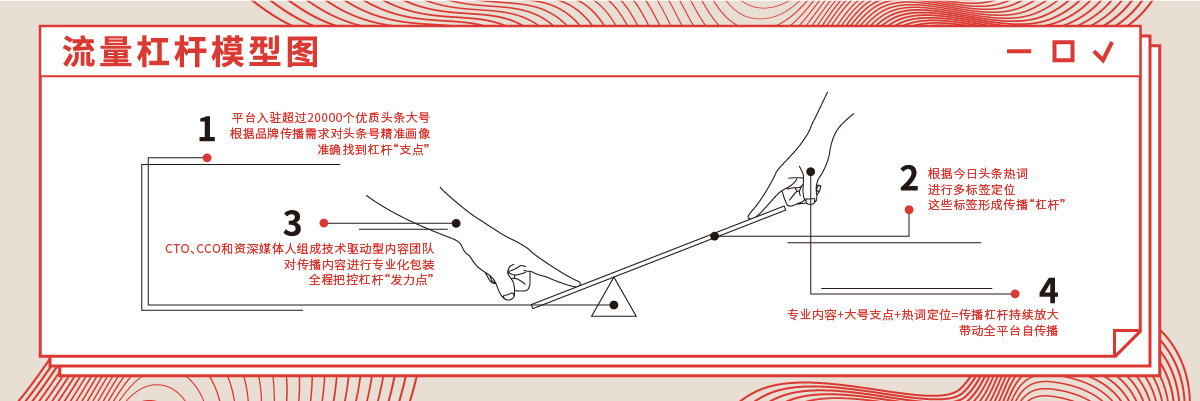 流量杠杆模型图
1
平台入驻超过20000个优质头条大号
根据品牌传播需求对头条号精准画像
准确找到杠杆“支点”
2
根据今日头条热词
进行多标签定位
这些标签形成传播“杠杆”
3
CTO、CCO和资深媒体人组成技术驱动型内容团队
对传播内容进行专业化包装
全程把控杠杆“发力点”
4
专业内容+大号支点+热词定位=传播杠杆持续放大
带动全平台自传播